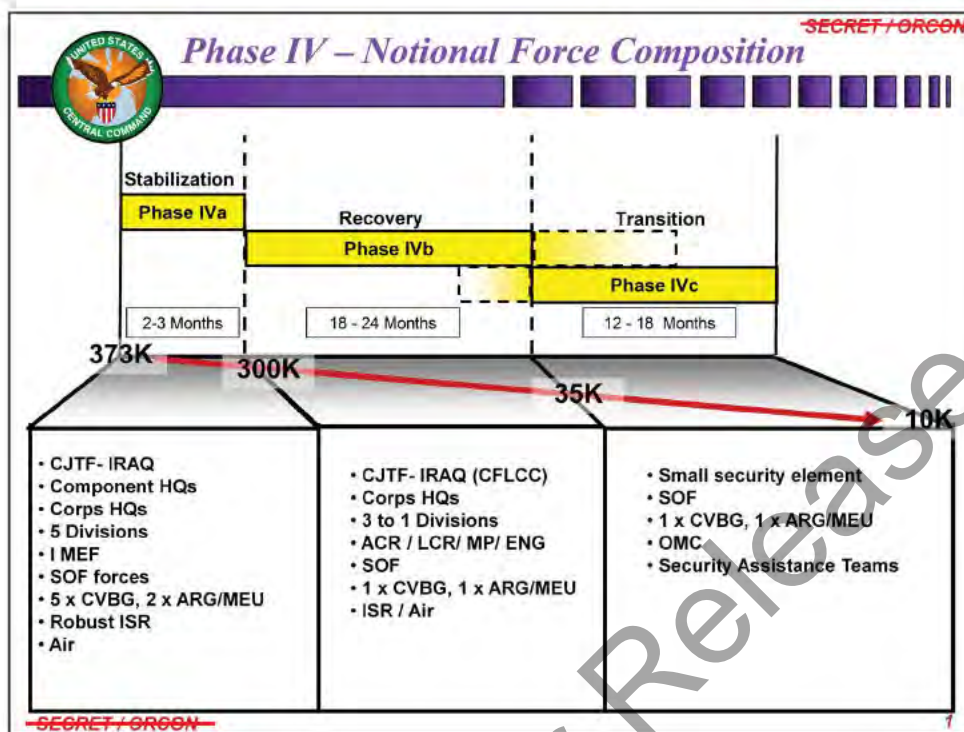 SECRET / ORCON
Phase IV – Notional Force Composition
UNITED STATES
CENTRAL COMMAND
Stabilization
Phase IVa
Recovery
Transition
Phase IVb
Phase IVc
2-3 Months
18 - 24 Months
12 - 18 Months
373K
300K
35K
10K
• CJTF- IRAQ
• Component HQs
• Corps HQs
• 5 Divisions
• I MEF
• SOF forces
• 5 x CVBG, 2 x ARG/MEU
• Robust ISR
• Air
• CJTF- IRAQ (CFLCC)
• Corps HQs
• 3 to 1 Divisions
• ACR / LCR/ MP/ ENG
• SOF
• 1 x CVBG, 1 x ARG/MEU
• ISR / Air
• Small security element
• SOF
• 1 x CVBG, 1 x ARG/MEU
• OMC
• Security Assistance Teams
Release
SECRET / ORCON
1